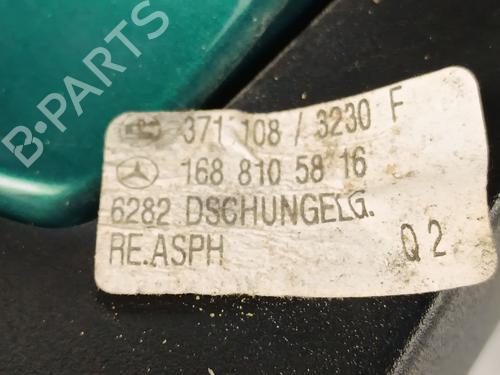 371 108 / 3230 F
168 810 58 16
6282 DSCHUNGELG.
RE.ASPH
Q 2
B-PARTS